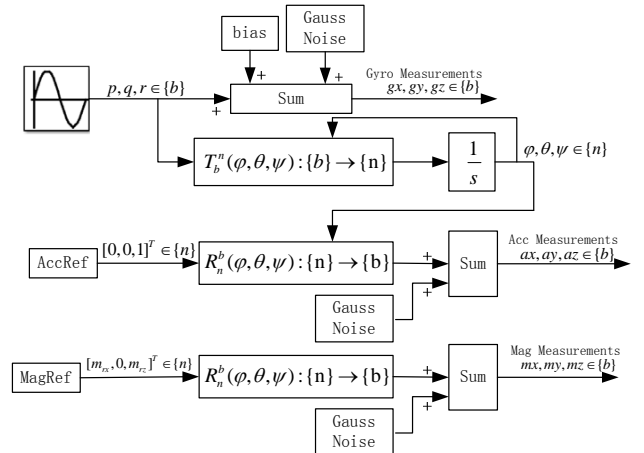 Gauss
Noise
bias
+
+
Gyro Measurements
p,q,r∈{b}
+
Sum
gx, gy, gz∈{b}
T_b^n(φ,θ,ψ):{b}→{n}
1/s
φ,θ,ψ∈{n}
AccRef
[0,0,1]^T∈{n}
R_n^b(φ,θ,ψ):{n}→{b}
+
Sum
Acc Measurements
ax, ay, az∈{b}
Gauss
Noise
+
MagRef
[m_rx,0,m_rz]^T∈{n}
R_n^b(φ,θ,ψ):{n}→{b}
+
Sum
Mag Measurements
mx, my, mz∈{b}
Gauss
Noise
+